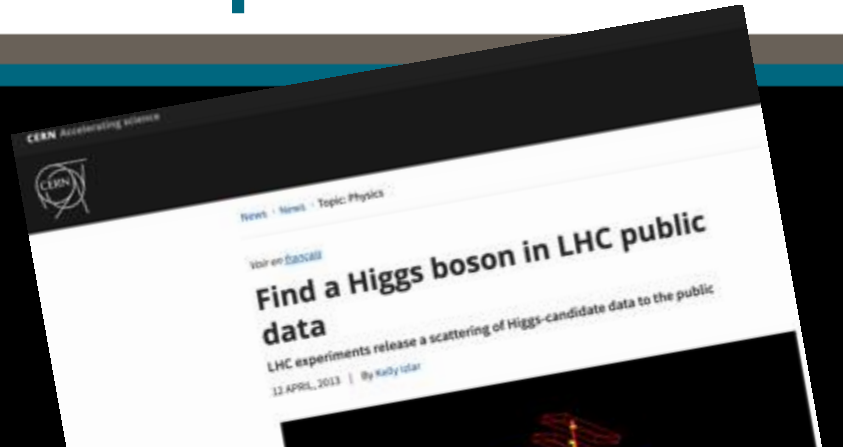 CERN Accelerating science
CERN
News › News › Topic: Physics
Voir en français
Find a Higgs boson in LHC public
data
LHC experiments release a scattering of Higgs-candidate data to the public
12 APRIL, 2013 | By Kelly Izlar